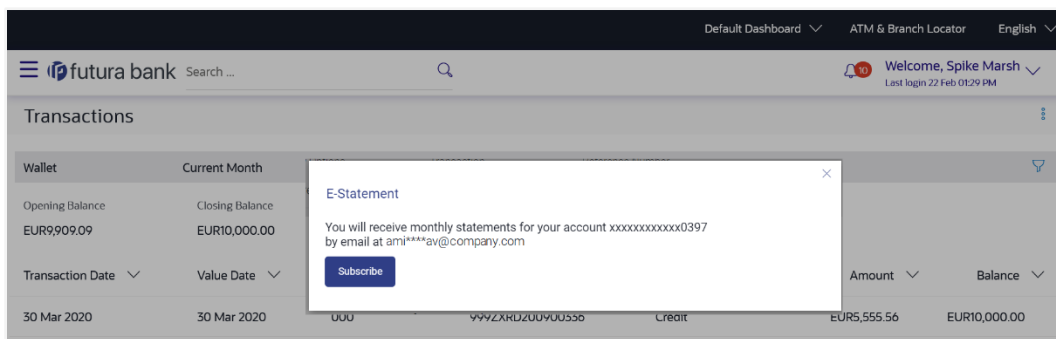 Default Dashboard ATM & Branch Locator English
futura bank Search ... 10 Welcome, Spike Marsh
Last login 22 Feb 01:29 PM
Transactions
Wallet Current Month
E-Statement
Opening Balance Closing Balance
You will receive monthly statements for your account xxxxxxxxxxxx0397
EUR9,909.09 EUR10,000.00
by email at ami****av@company.com
Subscribe
Transaction Date Value Date Amount Balance
30 Mar 2020 30 Mar 2020 000 999ZXRD200900336 Credit EUR5,555.56 EUR10,000.00